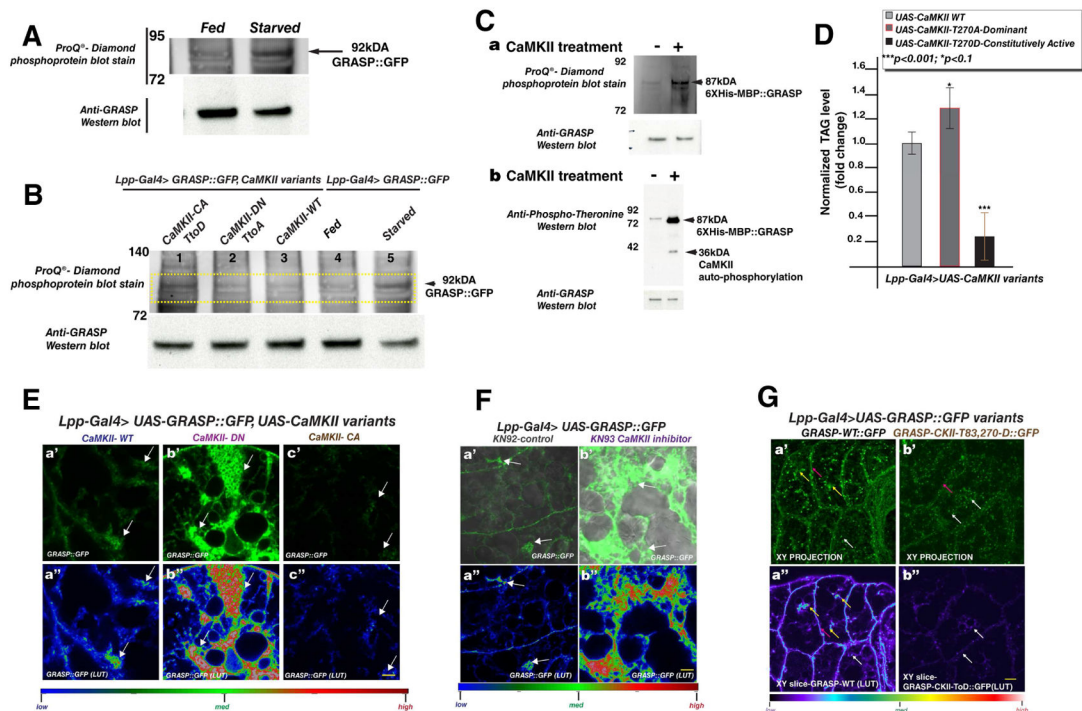 A
Fed
Starved
95
ProQ®- Diamond
phosphoprotein blot stain
92kDA
GRASP::GFP
72
Anti-GRASP
Western blot
B
Lpp-Gal4> GRASP::GFP, CaMKII variants
Lpp-Gal4> GRASP::GFP
CaMKII-CA
TtoD
CaMKII-DN
TtoA
CaMKII-WT
Fed
Starved
140
1
2
3
4
5
ProQ®- Diamond
phosphoprotein blot stain
92kDA
GRASP::GFP
72
Anti-GRASP
Western blot
C
a
CaMKII treatment
-
+
92
ProQ®- Diamond
phosphoprotein blot stain
87kDA
6XHis-MBP::GRASP
72
Anti-GRASP
Western blot
b
CaMKII treatment
-
+
Anti-Phospho-Theronine
Western blot
92
72
87kDA
6XHis-MBP::GRASP
42
36kDA
CaMKII
auto-phosphorylation
Anti-GRASP
Western blot
D
UAS-CaMKII WT
UAS-CaMKII-T270A-Dominant
UAS-CaMKII-T270D-Constitutively Active
***p<0.001; *p<0.1
Normalized TAG level
(fold change)
1.4
1.2
1.0
0.8
0.6
0.4
0.2
*
***
Lpp-Gal4>UAS-CaMKII variants
E
Lpp-Gal4> UAS-GRASP::GFP, UAS-CaMKII variants
CaMKII- WT
CaMKII- DN
CaMKII- CA
a'
b'
c'
GRASP::GFP
GRASP::GFP
GRASP::GFP
a''
b''
c''
GRASP::GFP (LUT)
GRASP::GFP (LUT)
GRASP::GFP (LUT)
low
med
high
F
Lpp-Gal4> UAS-GRASP::GFP
KN92-control
KN93 CaMKII inhibitor
a'
b'
GRASP::GFP
GRASP::GFP
a''
b''
GRASP::GFP (LUT)
GRASP::GFP (LUT)
low
med
high
G
Lpp-Gal4>UAS-GRASP::GFP variants
GRASP-WT::GFP
GRASP-CKII-T83,270-D::GFP
a'
b'
XY PROJECTION
XY PROJECTION
a''
b''
XY slice-GRASP-WT (LUT)
XY slice-
GRASP-CKII-ToD::GFP(LUT)
low
med
high